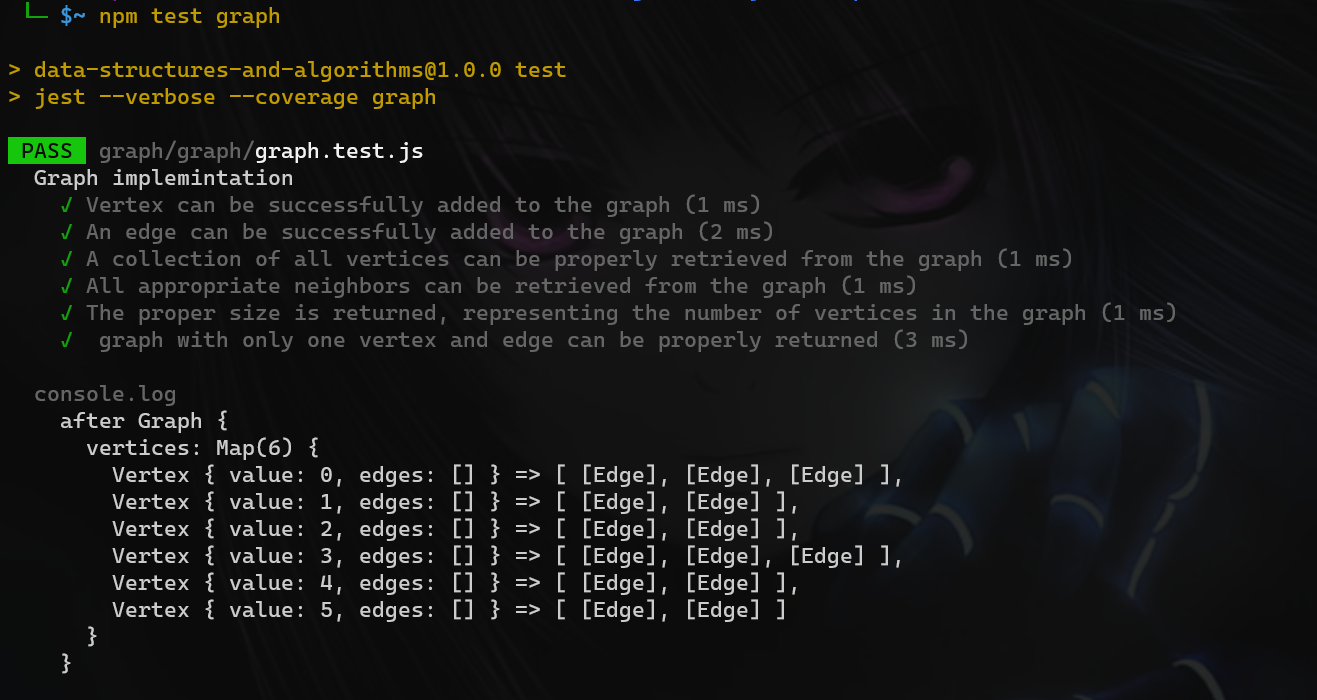 $~ npm test graph
> data-structures-and-algorithms@1.0.0 test
> jest --verbose --coverage graph
PASS graph/graph/graph.test.js
Graph implemintation
√ Vertex can be successfully added to the graph (1 ms)
√ An edge can be successfully added to the graph (2 ms)
√ A collection of all vertices can be properly retrieved from the graph (1 ms)
√ All appropriate neighbors can be retrieved from the graph (1 ms)
√ The proper size is returned, representing the number of vertices in the graph (1 ms)
√  graph with only one vertex and edge can be properly returned (3 ms)
console.log
after Graph {
vertices: Map(6) {
Vertex { value: 0, edges: [] } => [ [Edge], [Edge], [Edge] ],
Vertex { value: 1, edges: [] } => [ [Edge], [Edge] ],
Vertex { value: 2, edges: [] } => [ [Edge], [Edge] ],
Vertex { value: 3, edges: [] } => [ [Edge], [Edge], [Edge] ],
Vertex { value: 4, edges: [] } => [ [Edge], [Edge] ],
Vertex { value: 5, edges: [] } => [ [Edge], [Edge] ]
}
}